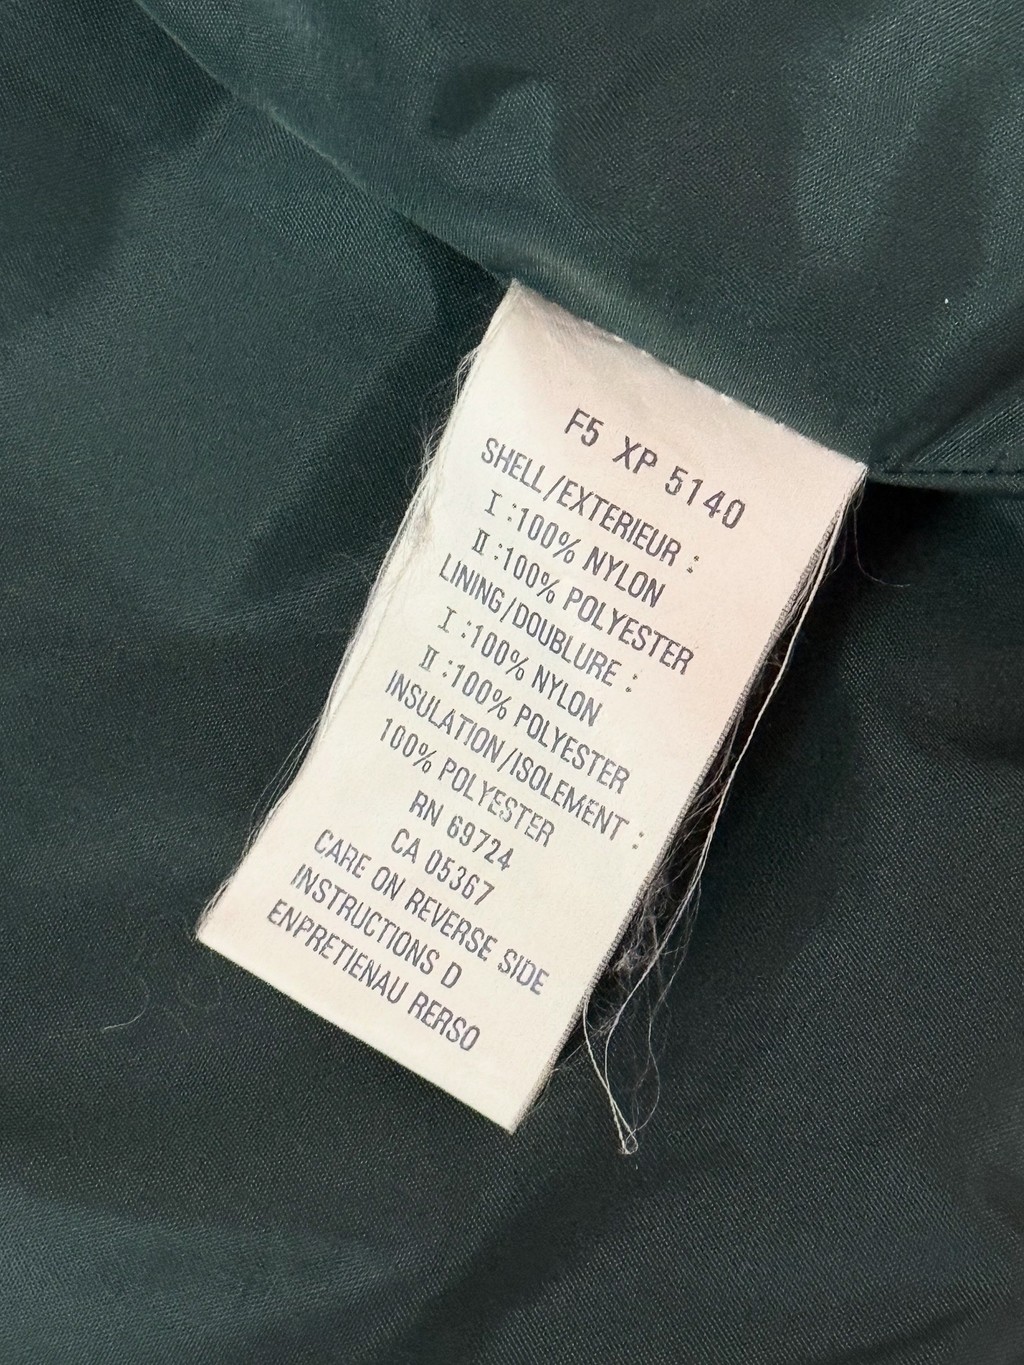 F5 XP 5140
SHELL/EXTERIEUR :
I :100% NYLON
II :100% POLYESTER
LINING/DOUBLURE :
I :100% NYLON
II :100% POLYESTER
INSULATION/ISOLEMENT :
100% POLYESTER
RN 69724
CA 05367
CARE ON REVERSE SIDE
INSTRUCTIONS D
ENPRETIENAU RERSO